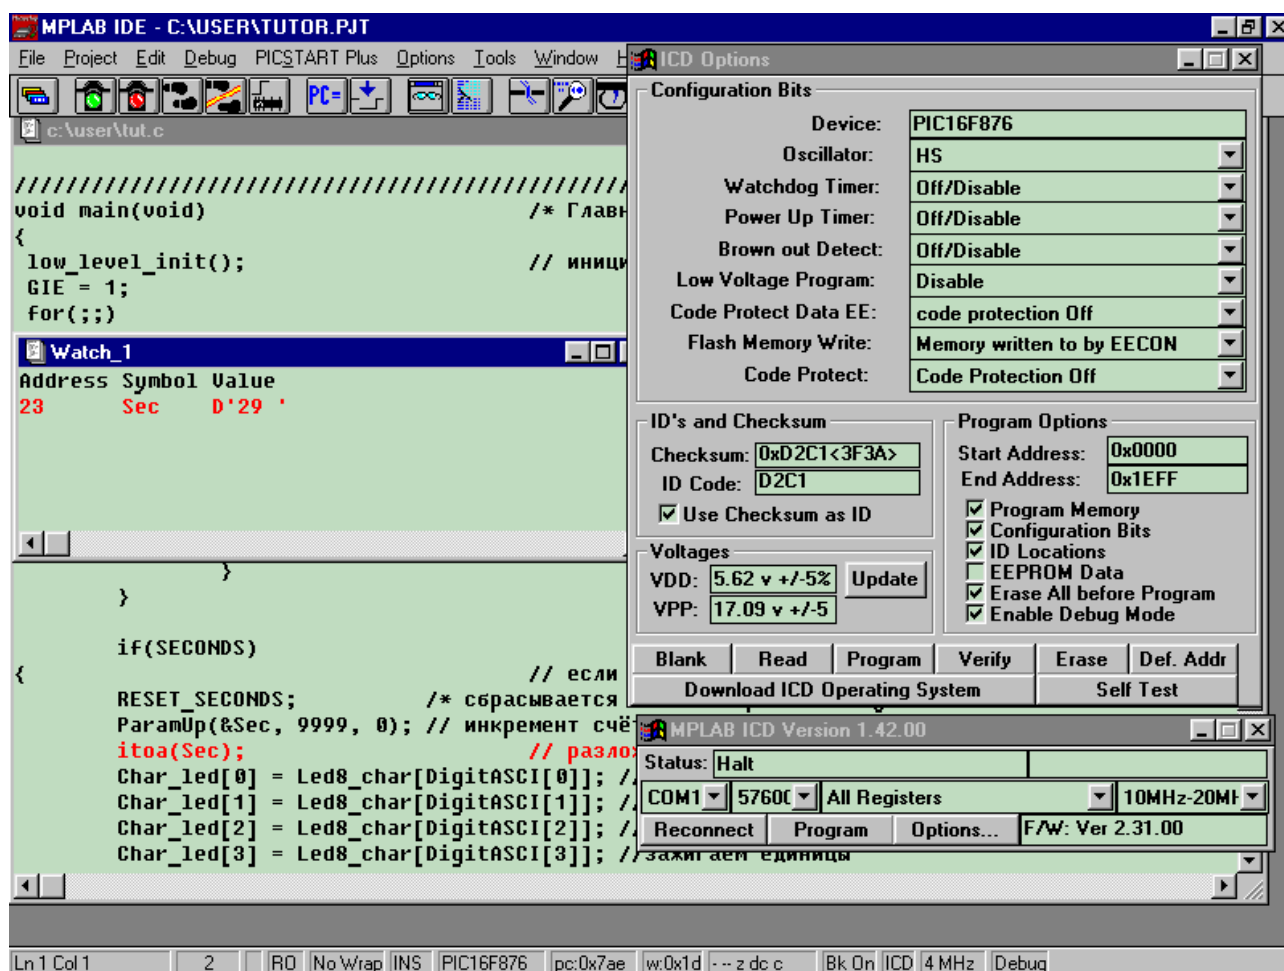 MPLAB IDE - C:\USER\TUTOR.PJT
File Project Edit Debug PICSTART Plus Options Tools Window
PC=
c:\user\tut.c
void main(void) /* Главн
{
low_level_init(); // иници
GIE = 1;
for(;;)
Watch_1
Address Symbol Value
23 Sec D'29 '
}
}
if(SECONDS)
{ // если
RESET_SECONDS; /* сбрасывается
ParamUp(&Sec, 9999, 0); // инкремент счё
itoa(Sec); // разло
Char_led[0] = Led8_char[DigitASCI[0]]; //
Char_led[1] = Led8_char[DigitASCI[1]]; //
Char_led[2] = Led8_char[DigitASCI[2]]; //
Char_led[3] = Led8_char[DigitASCI[3]]; //зажигаем единицы
ICD Options
Configuration Bits
Device: PIC16F876
Oscillator: HS
Watchdog Timer: Off/Disable
Power Up Timer: Off/Disable
Brown out Detect: Off/Disable
Low Voltage Program: Disable
Code Protect Data EE: code protection Off
Flash Memory Write: Memory written to by EECON
Code Protect: Code Protection Off
ID's and Checksum
Checksum: 0xD2C1<3F3A>
ID Code: D2C1
Use Checksum as ID
Voltages
VDD: 5.62 v +/-5% Update
VPP: 17.09 v +/-5
Program Options
Start Address: 0x0000
End Address: 0x1EFF
Program Memory
Configuration Bits
ID Locations
EEPROM Data
Erase All before Program
Enable Debug Mode
Blank Read Program Verify Erase Def. Addr
Download ICD Operating System Self Test
MPLAB ICD Version 1.42.00
Status: Halt
COM1 5760 All Registers 10MHz-20MH
Reconnect Program Options... F/W: Ver 2.31.00
Ln 1 Col 1 2 RO No Wrap INS PIC16F876 pc:0x7ae w:0x1d - -- z dc c Bk On ICD 4 MHz Debug